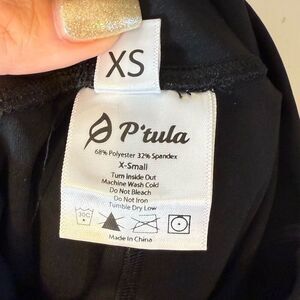 XS
P'tula
68% Polyester 32% Spandex
X-Small
Turn Inside Out
Machine Wash Cold
Do Not Bleach
Do Not Iron
Tumble Dry Low
30C
Made In China